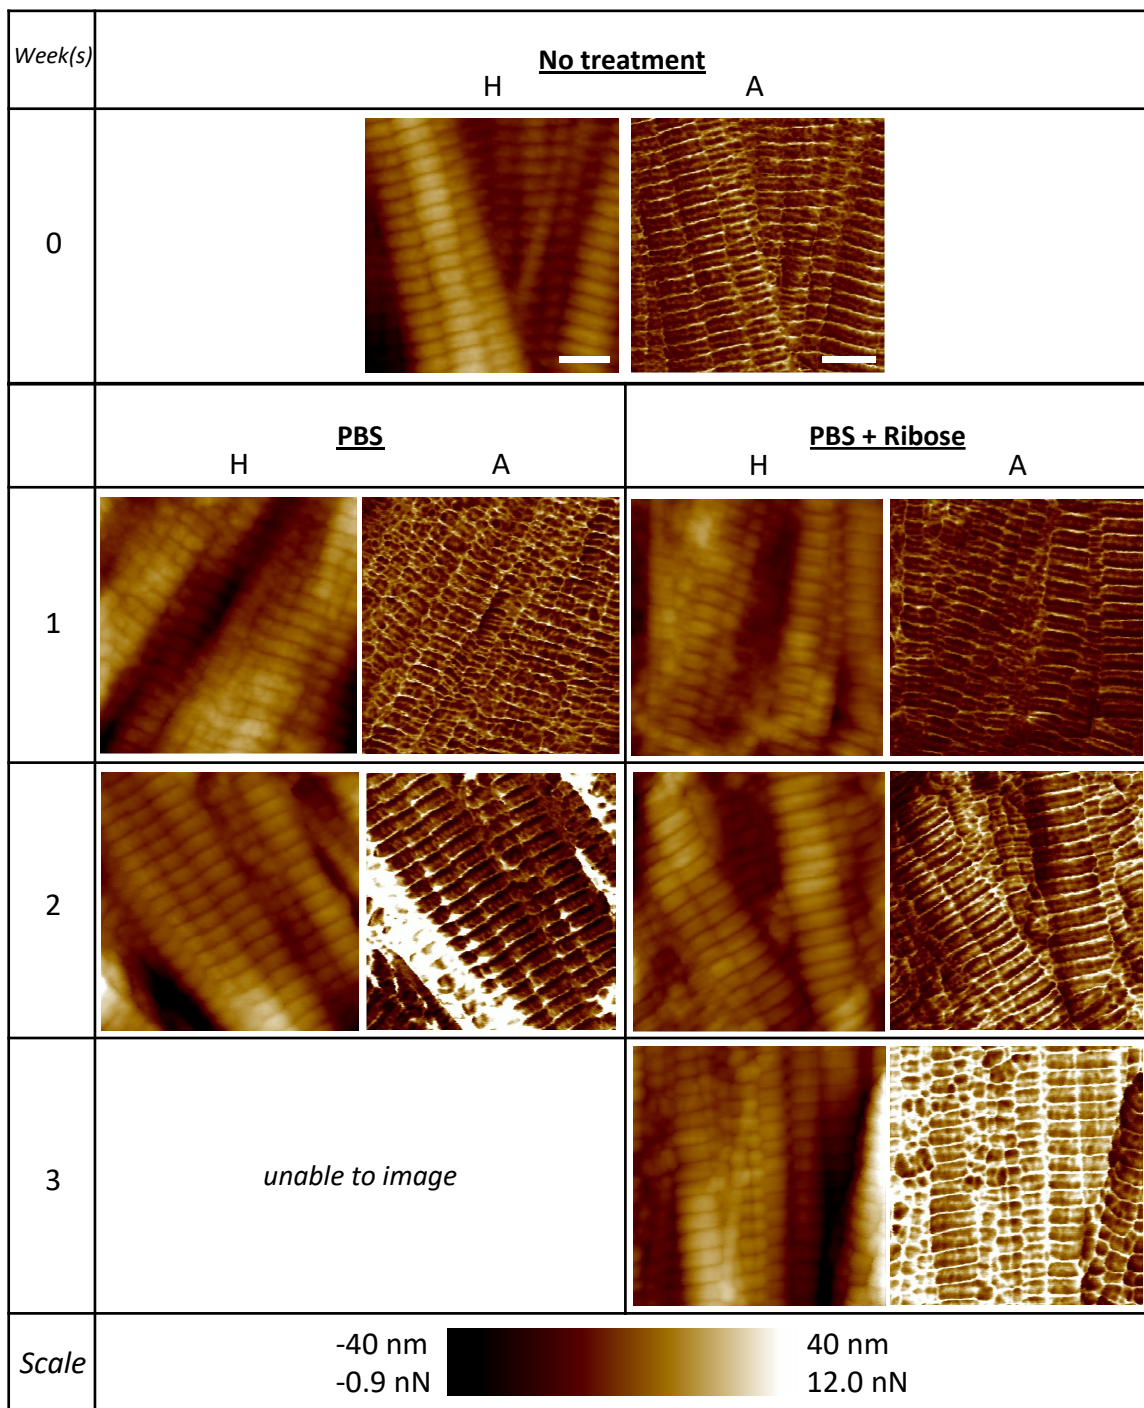 Week(s)
No treatment
H A
0
PBS
H A
PBS + Ribose
H A
1
2
3
unable to image
Scale
-40 nm 40 nm
-0.9 nN 12.0 nN